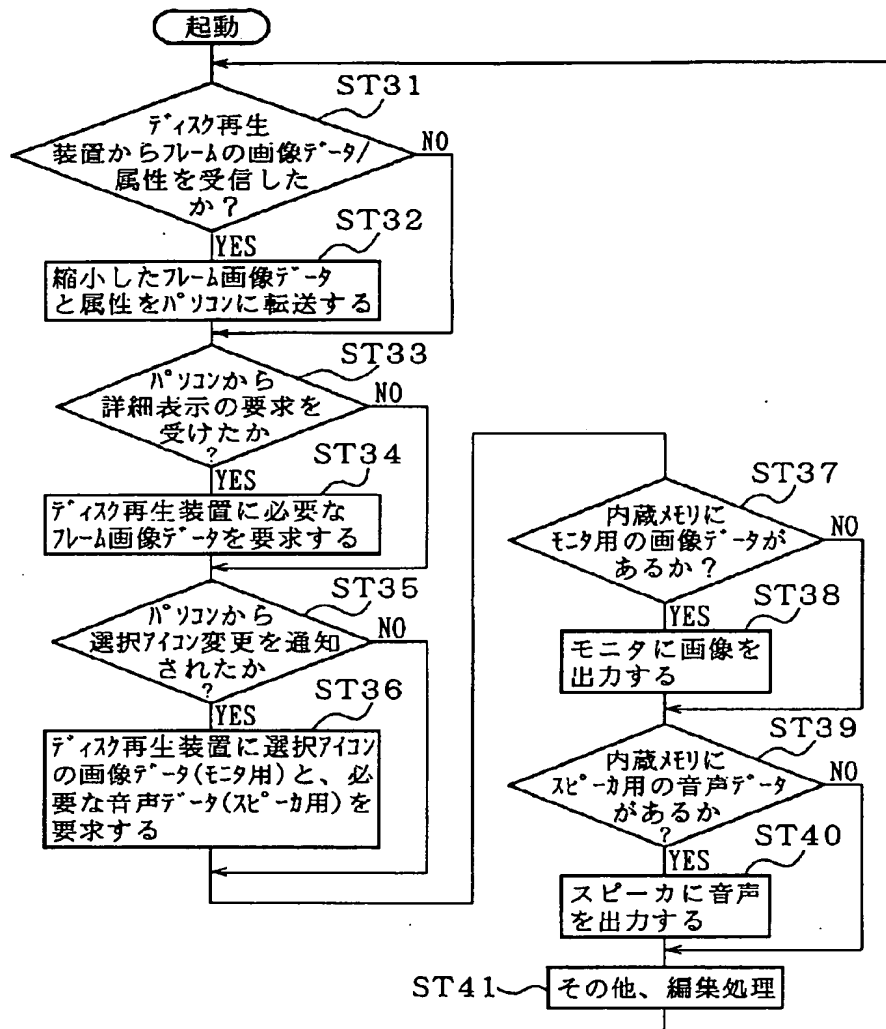 起動
ST31
ディスク再生
装置からフレームの画像データ/
属性を受信した
か?
NO
YES
ST32
縮小したフレーム画像データ
と属性をパソコンに転送する
ST33
パソコンから
詳細表示の要求を
受けたか
?
NO
YES
ST34
ディスク再生装置に必要な
フレーム画像データを要求する
ST35
パソコンから
選択アイコン変更を通知
されたか
?
NO
YES
ST36
ディスク再生装置に選択アイコン
の画像データ(モニタ用)と、必
要な音声データ(スピーカ用)を
要求する
ST37
内蔵メモリに
モニタ用の画像データが
あるか?
NO
YES
ST38
モニタに画像を
出力する
ST39
内蔵メモリに
スピーカ用の音声データ
があるか
?
NO
YES
ST40
スピーカに音声
を出力する
ST41
その他、編集処理